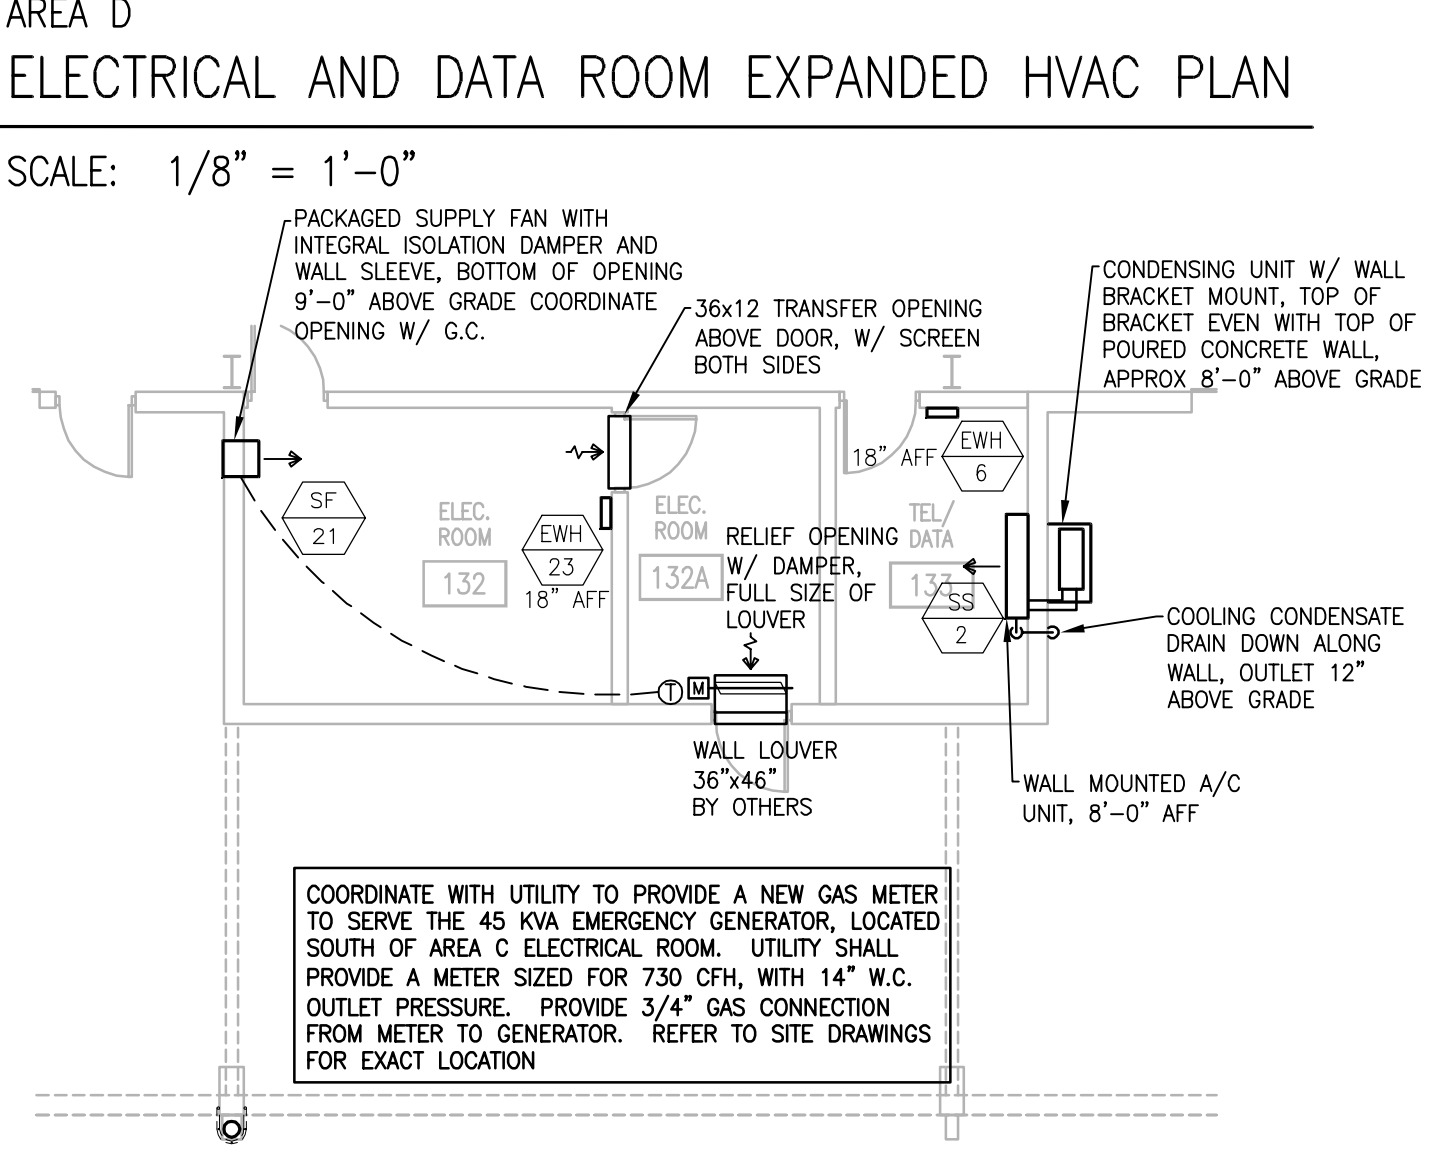 AREA D
ELECTRICAL AND DATA ROOM EXPANDED HVAC PLAN
SCALE: 1/8" = 1'-0"
PACKAGED SUPPLY FAN WITH
INTEGRAL ISOLATION DAMPER AND
WALL SLEEVE, BOTTOM OF OPENING
9'-0" ABOVE GRADE COORDINATE
OPENING W/ G.C.
36x12 TRANSFER OPENING
ABOVE DOOR, W/ SCREEN
BOTH SIDES
CONDENSING UNIT W/ WALL
BRACKET MOUNT, TOP OF
BRACKET EVEN WITH TOP OF
POURED CONCRETE WALL,
APPROX 8'-0" ABOVE GRADE
18" AFF
EWH
6
SF
21
ELEC.
ROOM
132
EWH
23
18" AFF
ELEC.
ROOM
132A
RELIEF OPENING
W/ DAMPER,
FULL SIZE OF
LOUVER
TEL/
DATA
133
SS
2
COOLING CONDENSATE
DRAIN DOWN ALONG
WALL, OUTLET 12"
ABOVE GRADE
T
M
WALL LOUVER
36"x46"
BY OTHERS
WALL MOUNTED A/C
UNIT, 8'-0" AFF
COORDINATE WITH UTILITY TO PROVIDE A NEW GAS METER
TO SERVE THE 45 KVA EMERGENCY GENERATOR, LOCATED
SOUTH OF AREA C ELECTRICAL ROOM. UTILITY SHALL
PROVIDE A METER SIZED FOR 730 CFH, WITH 14" W.C.
OUTLET PRESSURE. PROVIDE 3/4" GAS CONNECTION
FROM METER TO GENERATOR. REFER TO SITE DRAWINGS
FOR EXACT LOCATION